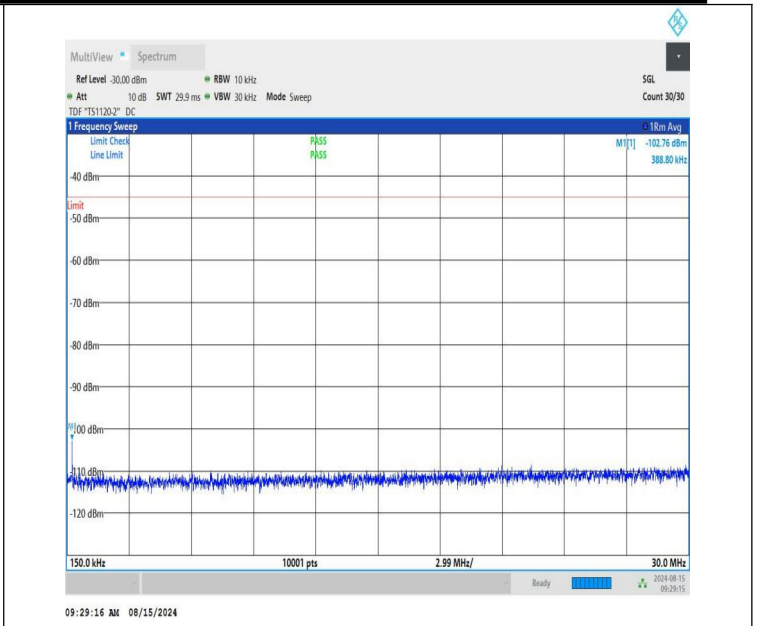 MultiView Spectrum
Ref Level -30.00 dBm RBW 10 kHz SGL
Att 10 dB SWT 29.9 ms VBW 30 kHz Mode Sweep Count 30/30
TDF "TS1120-2" DC
1 Frequency Sweep 1Rm Avg
Limit Check PASS M1[1] -102.76 dBm
Line Limit PASS 388.80 kHz
-40 dBm
Limit
-50 dBm
-60 dBm
-70 dBm
-80 dBm
-90 dBm
M1
-100 dBm
-110 dBm
-120 dBm
150.0 kHz 10001 pts 2.99 MHz/ 30.0 MHz
Ready 2024-08-15
09:29:15
09:29:16 AM 08/15/2024